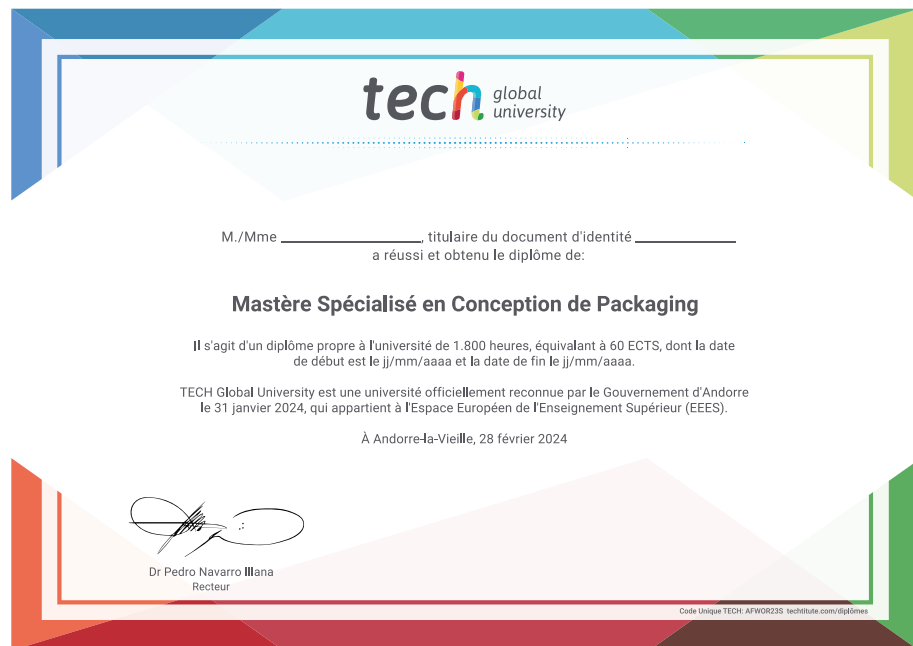 tech global
university
M./Mme ____________, titulaire du document d'identité ____________
a réussi et obtenu le diplôme de:
Mastère Spécialisé en Conception de Packaging
Il s'agit d'un diplôme propre à l'université de 1.800 heures, équivalant à 60 ECTS, dont la date
de début est le jj/mm/aaaa et la date de fin le jj/mm/aaaa.
TECH Global University est une université officiellement reconnue par le Gouvernement d'Andorre
le 31 janvier 2024, qui appartient à l'Espace Européen de l'Enseignement Supérieur (EEES).
À Andorre-la-Vieille, 28 février 2024
Dr Pedro Navarro Illana
Recteur
Code Unique TECH: AFWOR23S techtitute.com/diplômes